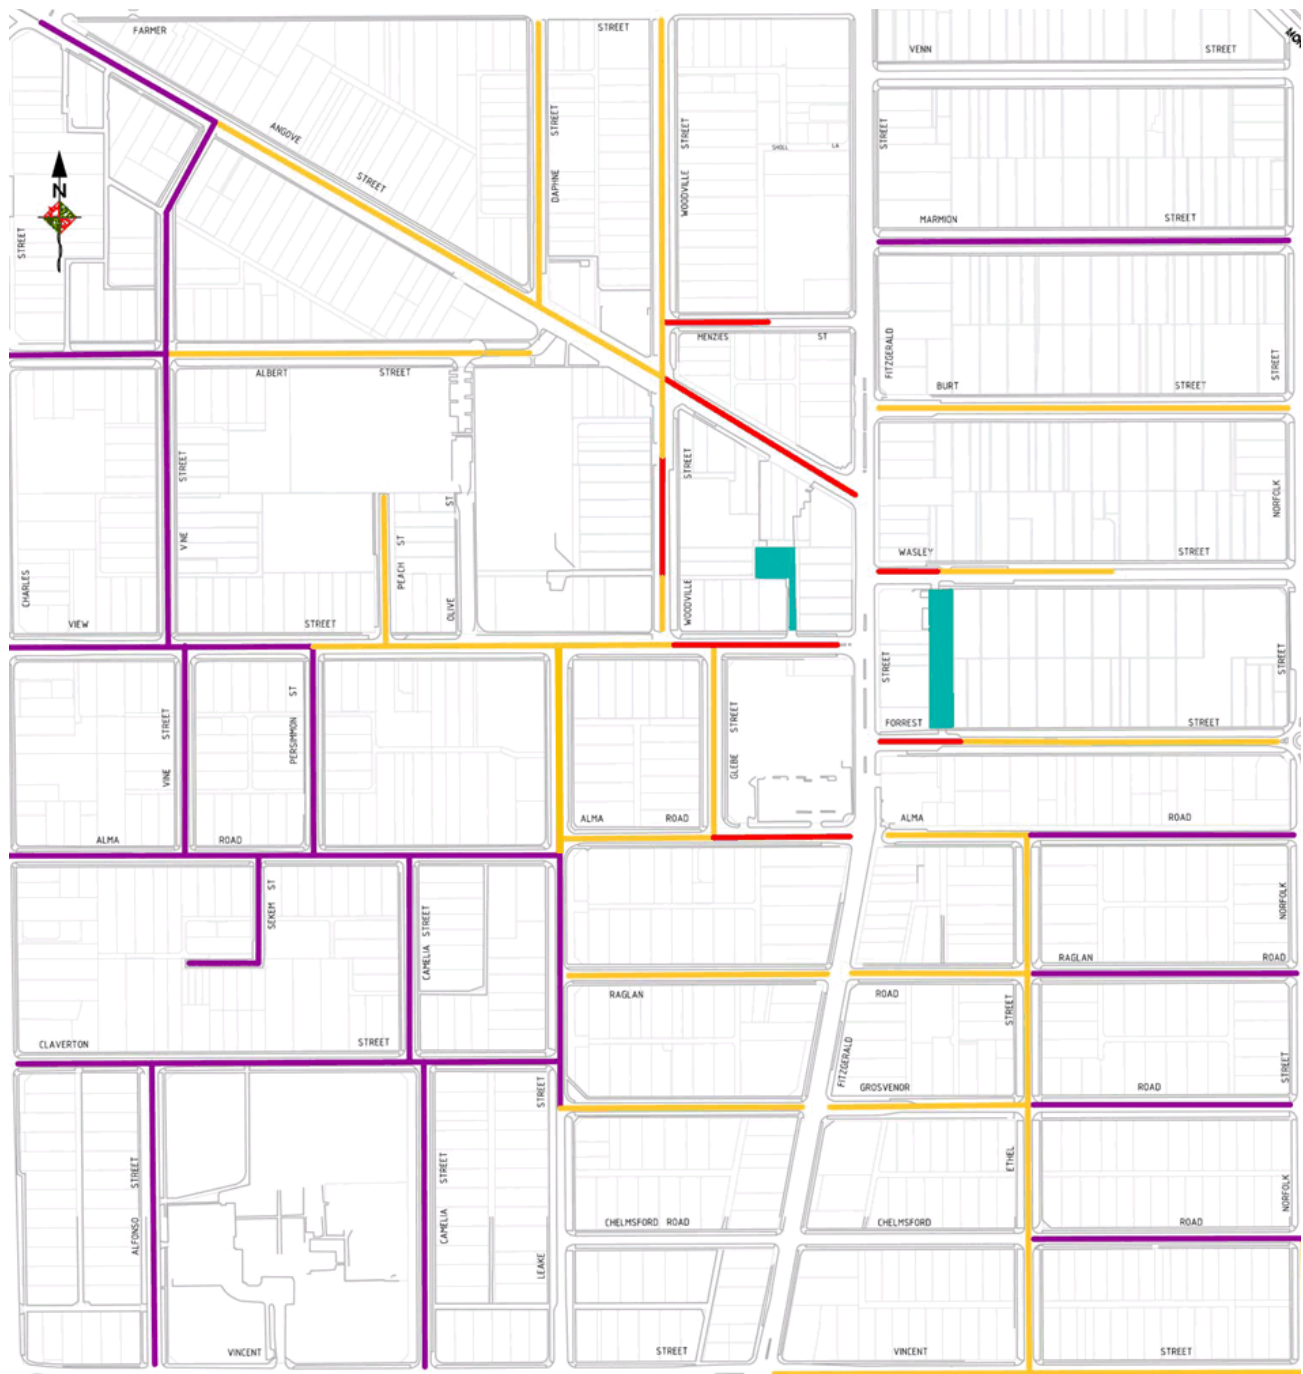 FARMER STREET
VENN STREET
MON
ANGOVE STREET
DAPHNE STREET
WOODVILLE STREET
SHOLL LA
STREET
N
STREET
MARMION STREET
MENZIES ST
FITZGERALD
STREET
ALBERT STREET
BURT STREET
VINE STREET
STREET
NORFOLK
WASLEY STREET
CHARLES
PEACH ST
OLIVE ST
WOODVILLE
VIEW STREET
STREET
STREET
VINE STREET
PERSIMMON ST
GLEBE STREET
FORREST STREET
ALMA ROAD
ALMA ROAD
ALMA ROAD
SEKEM ST
CAMELIA STREET
NORFOLK
RAGLAN ROAD
RAGLAN ROAD
STREET
CLAVERTON STREET
FITZGERALD
STREET
GROSVENOR ROAD
STREET
ALFONSO STREET
CAMELIA STREET
LEAKE
ETHEL
NORFOLK
CHELMSFORD ROAD
CHELMSFORD ROAD
VINCENT STREET
VINCENT STREET